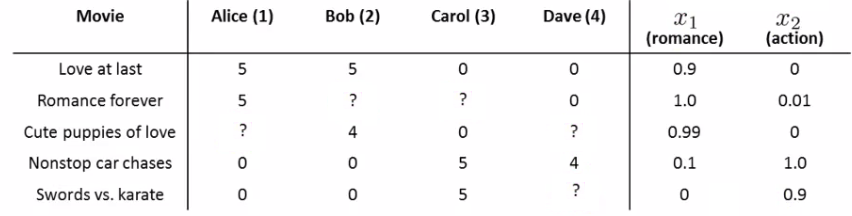 Movie Alice (1) Bob (2) Carol (3) Dave (4) x₁ (romance) x₂ (action)
Love at last 5 5 0 0 0.9 0
Romance forever 5 ? ? 0 1.0 0.01
Cute puppies of love ? 4 0 ? 0.99 0
Nonstop car chases 0 0 5 4 0.1 1.0
Swords vs. karate 0 0 5 ? 0 0.9